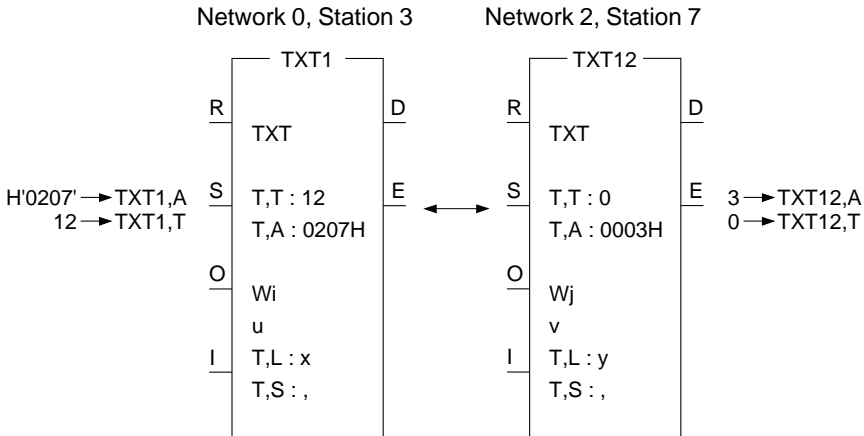 Network 0, Station 3
Network 2, Station 7
TXT1
TXT12
R
D
R
D
TXT
TXT
H'0207' → TXT1,A
S
T,T : 12
E
S
T,T : 0
E
3 → TXT12,A
12 → TXT1,T
T,A : 0207H
T,A : 0003H
0 → TXT12,T
O
O
Wi
Wj
u
v
I
T,L : x
I
T,L : y
T,S : ,
T,S : ,